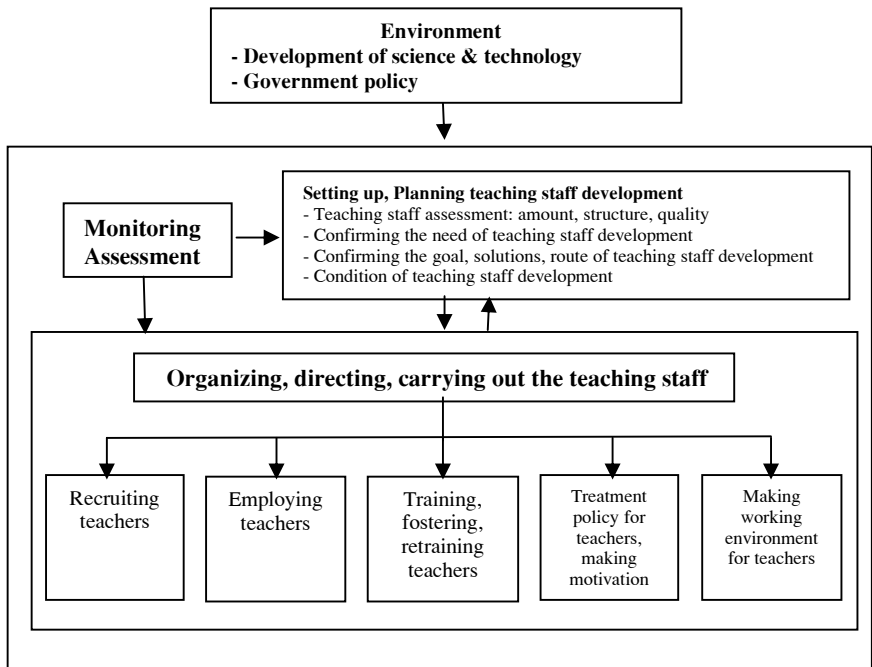 Environment
- Development of science & technology
- Government policy
Setting up, Planning teaching staff development
- Teaching staff assessment: amount, structure, quality
- Confirming the need of teaching staff development
- Confirming the goal, solutions, route of teaching staff development
- Condition of teaching staff development
Monitoring
Assessment
Organizing, directing, carrying out the teaching staff
Recruiting
teachers
Employing
teachers
Training,
fostering,
retraining
teachers
Treatment
policy for
teachers,
making
motivation
Making
working
environment
for teachers